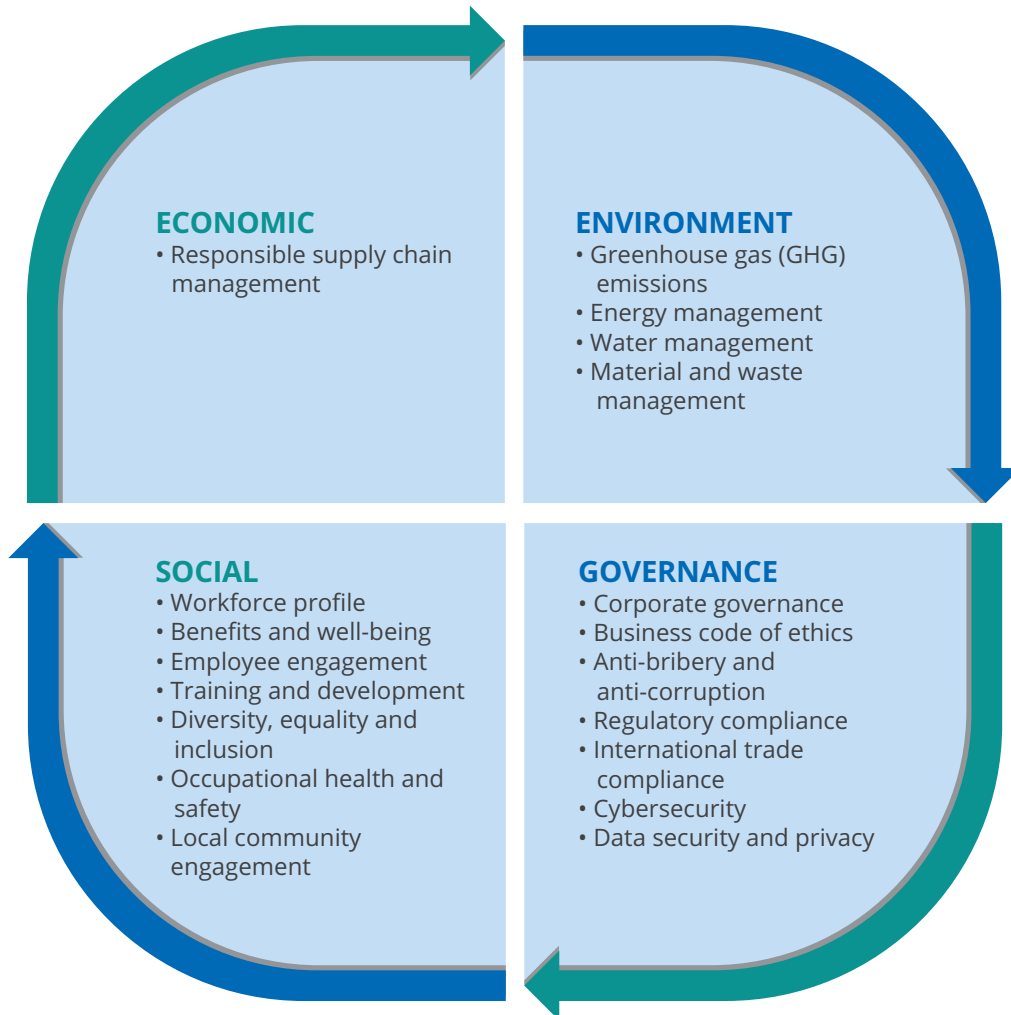 ECONOMIC
• Responsible supply chain
management
ENVIRONMENT
• Greenhouse gas (GHG)
emissions
• Energy management
• Water management
• Material and waste
management
SOCIAL
• Workforce profile
• Benefits and well-being
• Employee engagement
• Training and development
• Diversity, equality and
inclusion
• Occupational health and
safety
• Local community
engagement
GOVERNANCE
• Corporate governance
• Business code of ethics
• Anti-bribery and
anti-corruption
• Regulatory compliance
• International trade
compliance
• Cybersecurity
• Data security and privacy